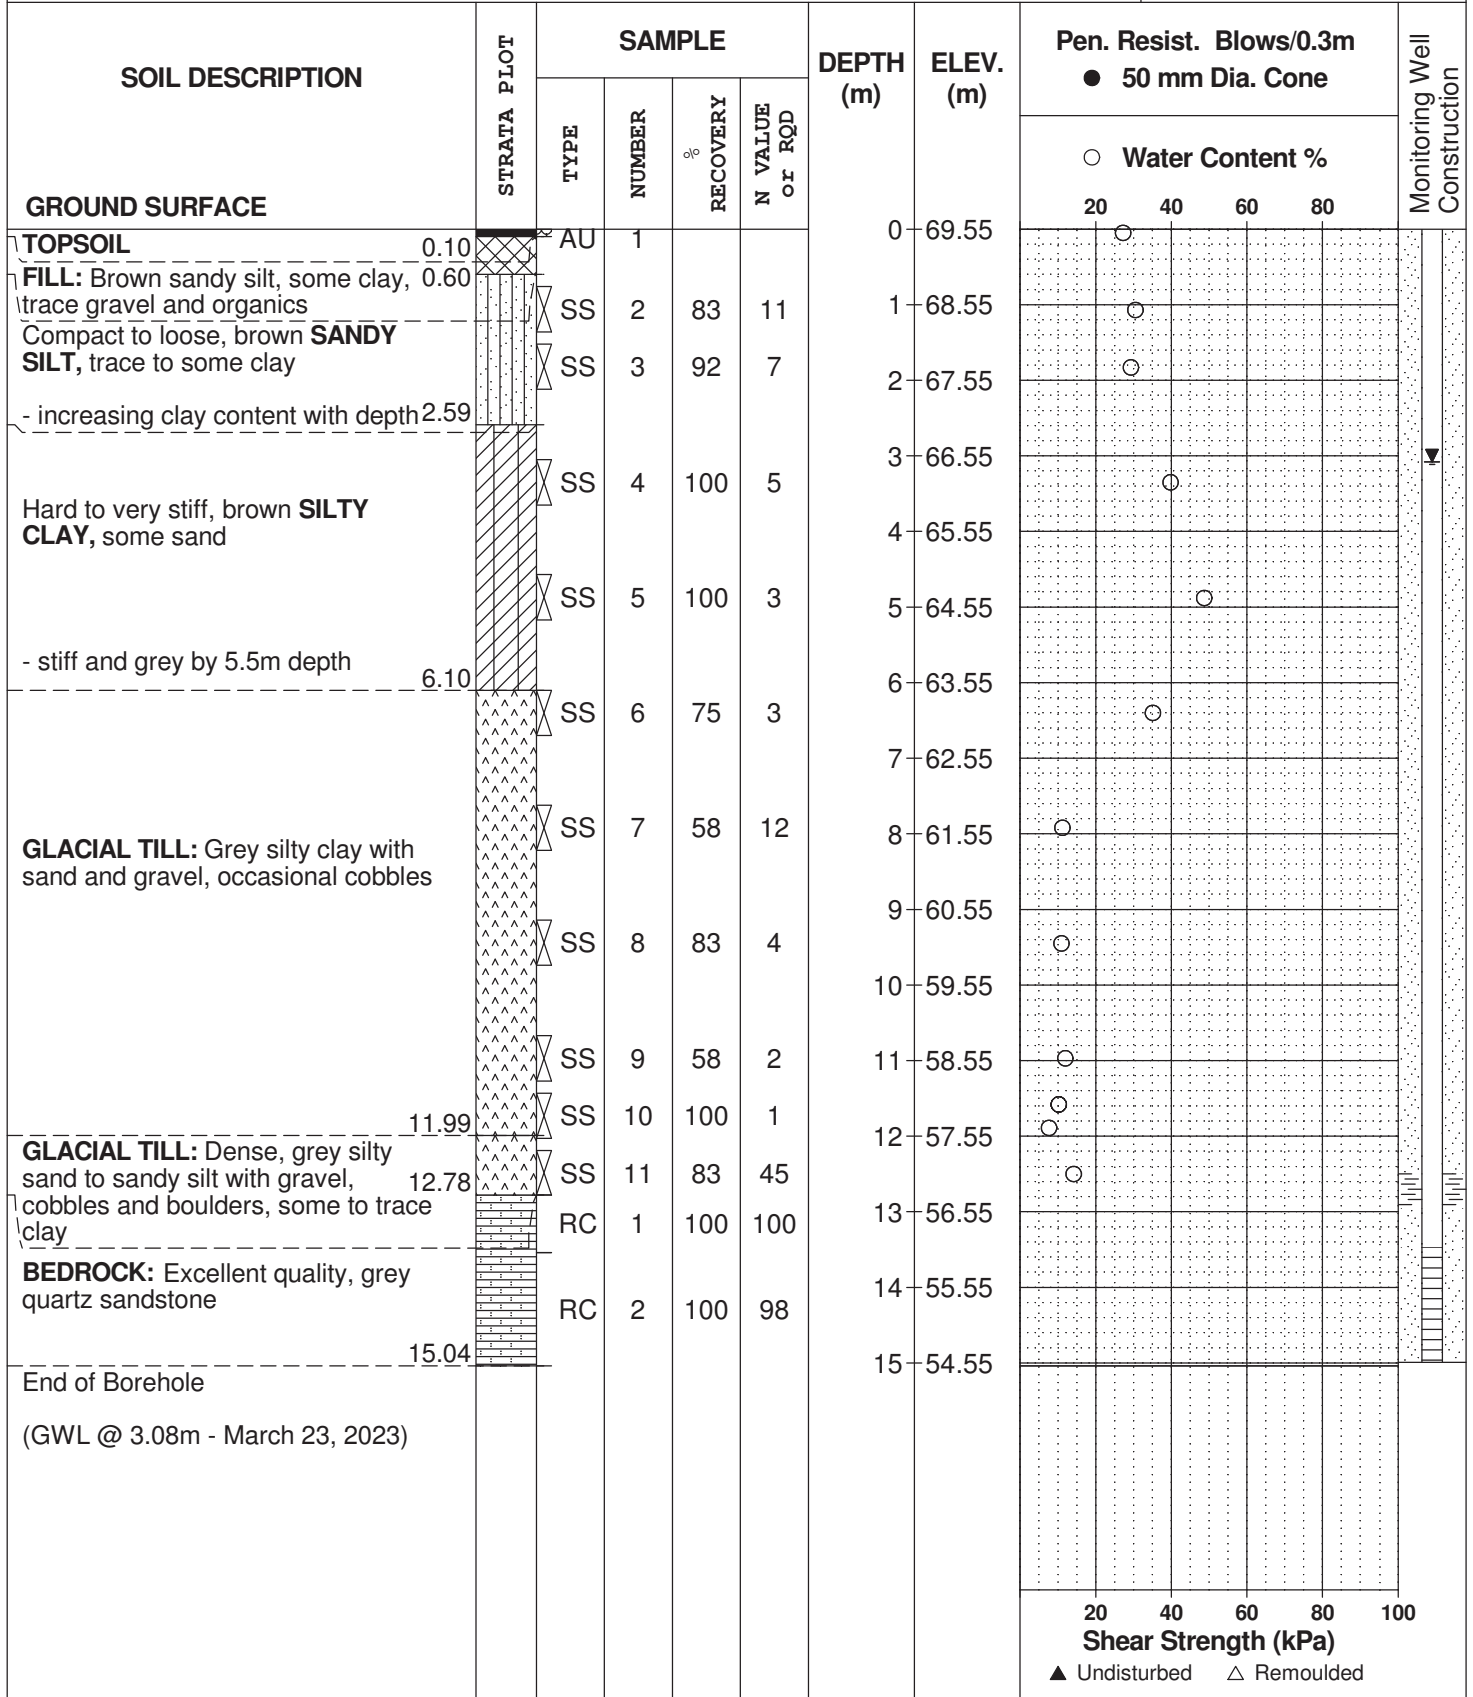 SOIL DESCRIPTION
GROUND SURFACE
STRATA PLOT
SAMPLE
TYPE
NUMBER
% RECOVERY
N VALUE or RQD
DEPTH (m)
ELEV. (m)
Pen. Resist. Blows/0.3m
● 50 mm Dia. Cone
○ Water Content %
20 40 60 80
Monitoring Well Construction
TOPSOIL 0.10
FILL: Brown sandy silt, some clay, 0.60
trace gravel and organics
Compact to loose, brown SANDY
SILT, trace to some clay
- increasing clay content with depth 2.59
Hard to very stiff, brown SILTY
CLAY, some sand
- stiff and grey by 5.5m depth
6.10
GLACIAL TILL: Grey silty clay with
sand and gravel, occasional cobbles
11.99
GLACIAL TILL: Dense, grey silty
sand to sandy silt with gravel, 12.78
cobbles and boulders, some to trace
clay
BEDROCK: Excellent quality, grey
quartz sandstone
15.04
End of Borehole
(GWL @ 3.08m - March 23, 2023)
AU 1
SS 2 83 11
SS 3 92 7
SS 4 100 5
SS 5 100 3
SS 6 75 3
SS 7 58 12
SS 8 83 4
SS 9 58 2
SS 10 100 1
SS 11 83 45
RC 1 100 100
RC 2 100 98
0 69.55
1 68.55
2 67.55
3 66.55
4 65.55
5 64.55
6 63.55
7 62.55
8 61.55
9 60.55
10 59.55
11 58.55
12 57.55
13 56.55
14 55.55
15 54.55
20 40 60 80 100
Shear Strength (kPa)
▲ Undisturbed △ Remoulded